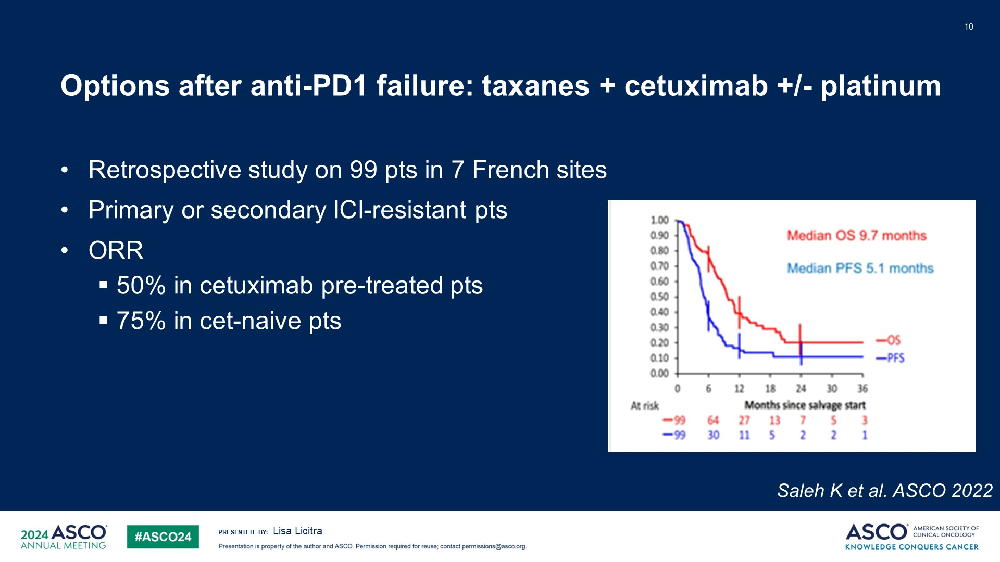 10
Options after anti-PD1 failure: taxanes + cetuximab +/- platinum
• Retrospective study on 99 pts in 7 French sites
• Primary or secondary ICI-resistant pts
• ORR
▪ 50% in cetuximab pre-treated pts
▪ 75% in cet-naive pts
1.00
0.90
0.80
0.70
0.60
0.50
0.40
0.30
0.20
0.10
0.00
Median OS 9.7 months
Median PFS 5.1 months
OS
PFS
0 6 12 18 24 30 36
At risk Months since salvage start
99 64 27 13 7 5 3
99 30 11 5 2 2 1
Saleh K et al. ASCO 2022
2024 ASCO®
ANNUAL MEETING
#ASCO24
PRESENTED BY: Lisa Licitra
Presentation is property of the author and ASCO. Permission required for reuse; contact permissions@asco.org.
ASCO® AMERICAN SOCIETY OF
CLINICAL ONCOLOGY
KNOWLEDGE CONQUERS CANCER